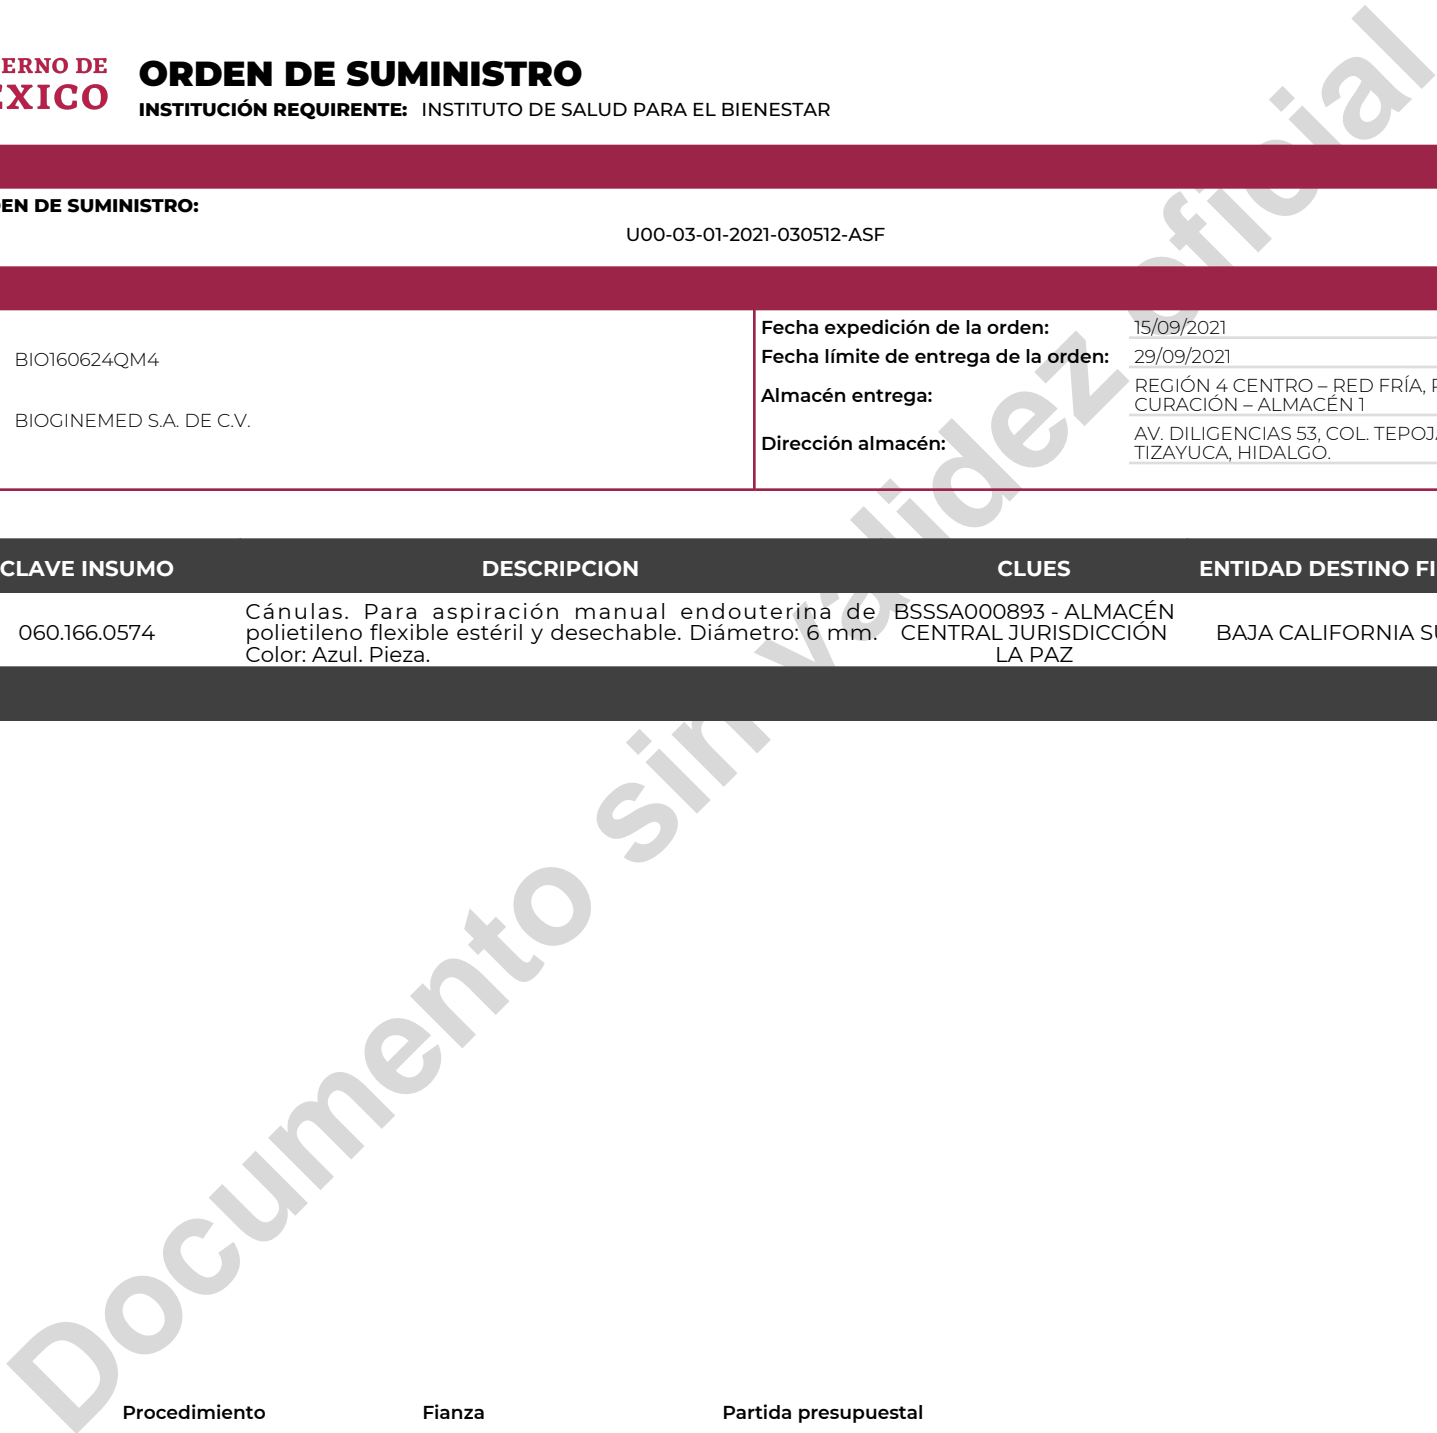 ERNO DE
ORDEN DE SUMINISTRO
INSTITUCIÓN REQUIRENTE: INSTITUTO DE SALUD PARA EL BIENESTAR
EN DE SUMINISTRO:
U00-03-01-2021-030512-ASF
BIO160624QM4
BIOGINEMED S.A. DE C.V.
Fecha expedición de la orden: 15/09/2021
Fecha límite de entrega de la orden: 29/09/2021
Almacén entrega: REGIÓN 4 CENTRO – RED FRÍA,
CURACIÓN – ALMACÉN 1
Dirección almacén: AV. DILIGENCIAS 53, COL. TEPOJ
TIZAYUCA, HIDALGO.
CLAVE INSUMO DESCRIPCION CLUES ENTIDAD DESTINO FI
060.166.0574
Cánulas. Para aspiración manual endouterina de
polietileno flexible estéril y desechable. Diámetro: 6 mm.
Color: Azul. Pieza.
BSSSA000893 - ALMACÉN
CENTRAL JURISDICCIÓN
LA PAZ
BAJA CALIFORNIA S
Procedimiento Fianza Partida presupuestal
Documento sin validez oficial